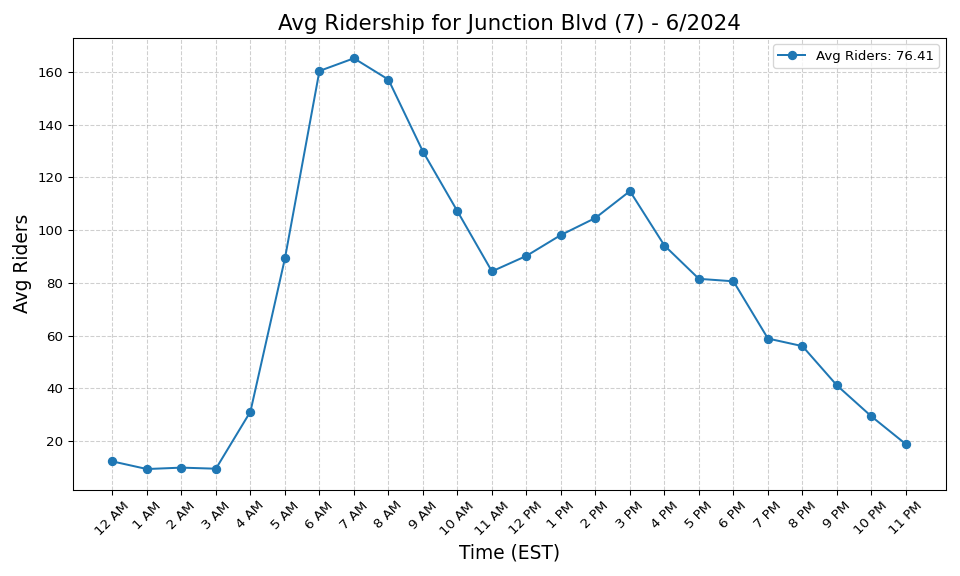 Avg Ridership for Junction Blvd (7) - 6/2024
Avg Riders: 76.41
Avg Riders
160
140
120
100
80
60
40
20
12 AM
1 AM
2 AM
3 AM
4 AM
5 AM
6 AM
7 AM
8 AM
9 AM
10 AM
11 AM
12 PM
1 PM
2 PM
3 PM
4 PM
5 PM
6 PM
7 PM
8 PM
9 PM
10 PM
11 PM
Time (EST)